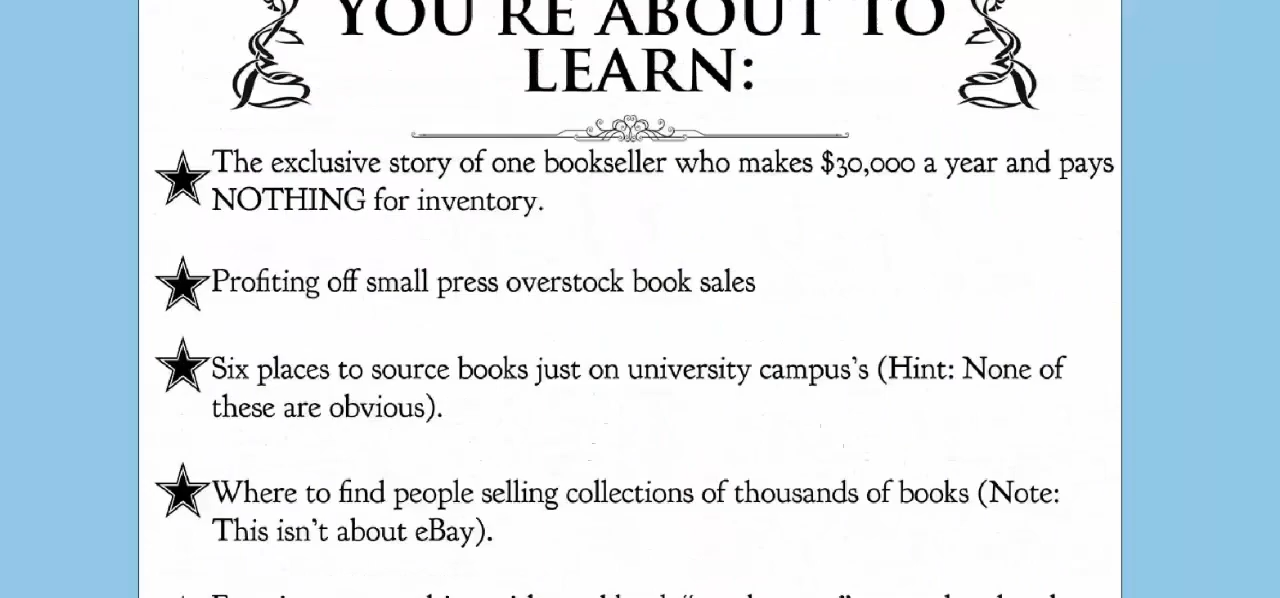 YOU'RE ABOUT TO
LEARN:
The exclusive story of one bookseller who makes $30,000 a year and pays
NOTHING for inventory.
Profiting off small press overstock book sales
Six places to source books just on university campus's (Hint: None of
these are obvious).
Where to find people selling collections of thousands of books (Note:
This isn't about eBay).